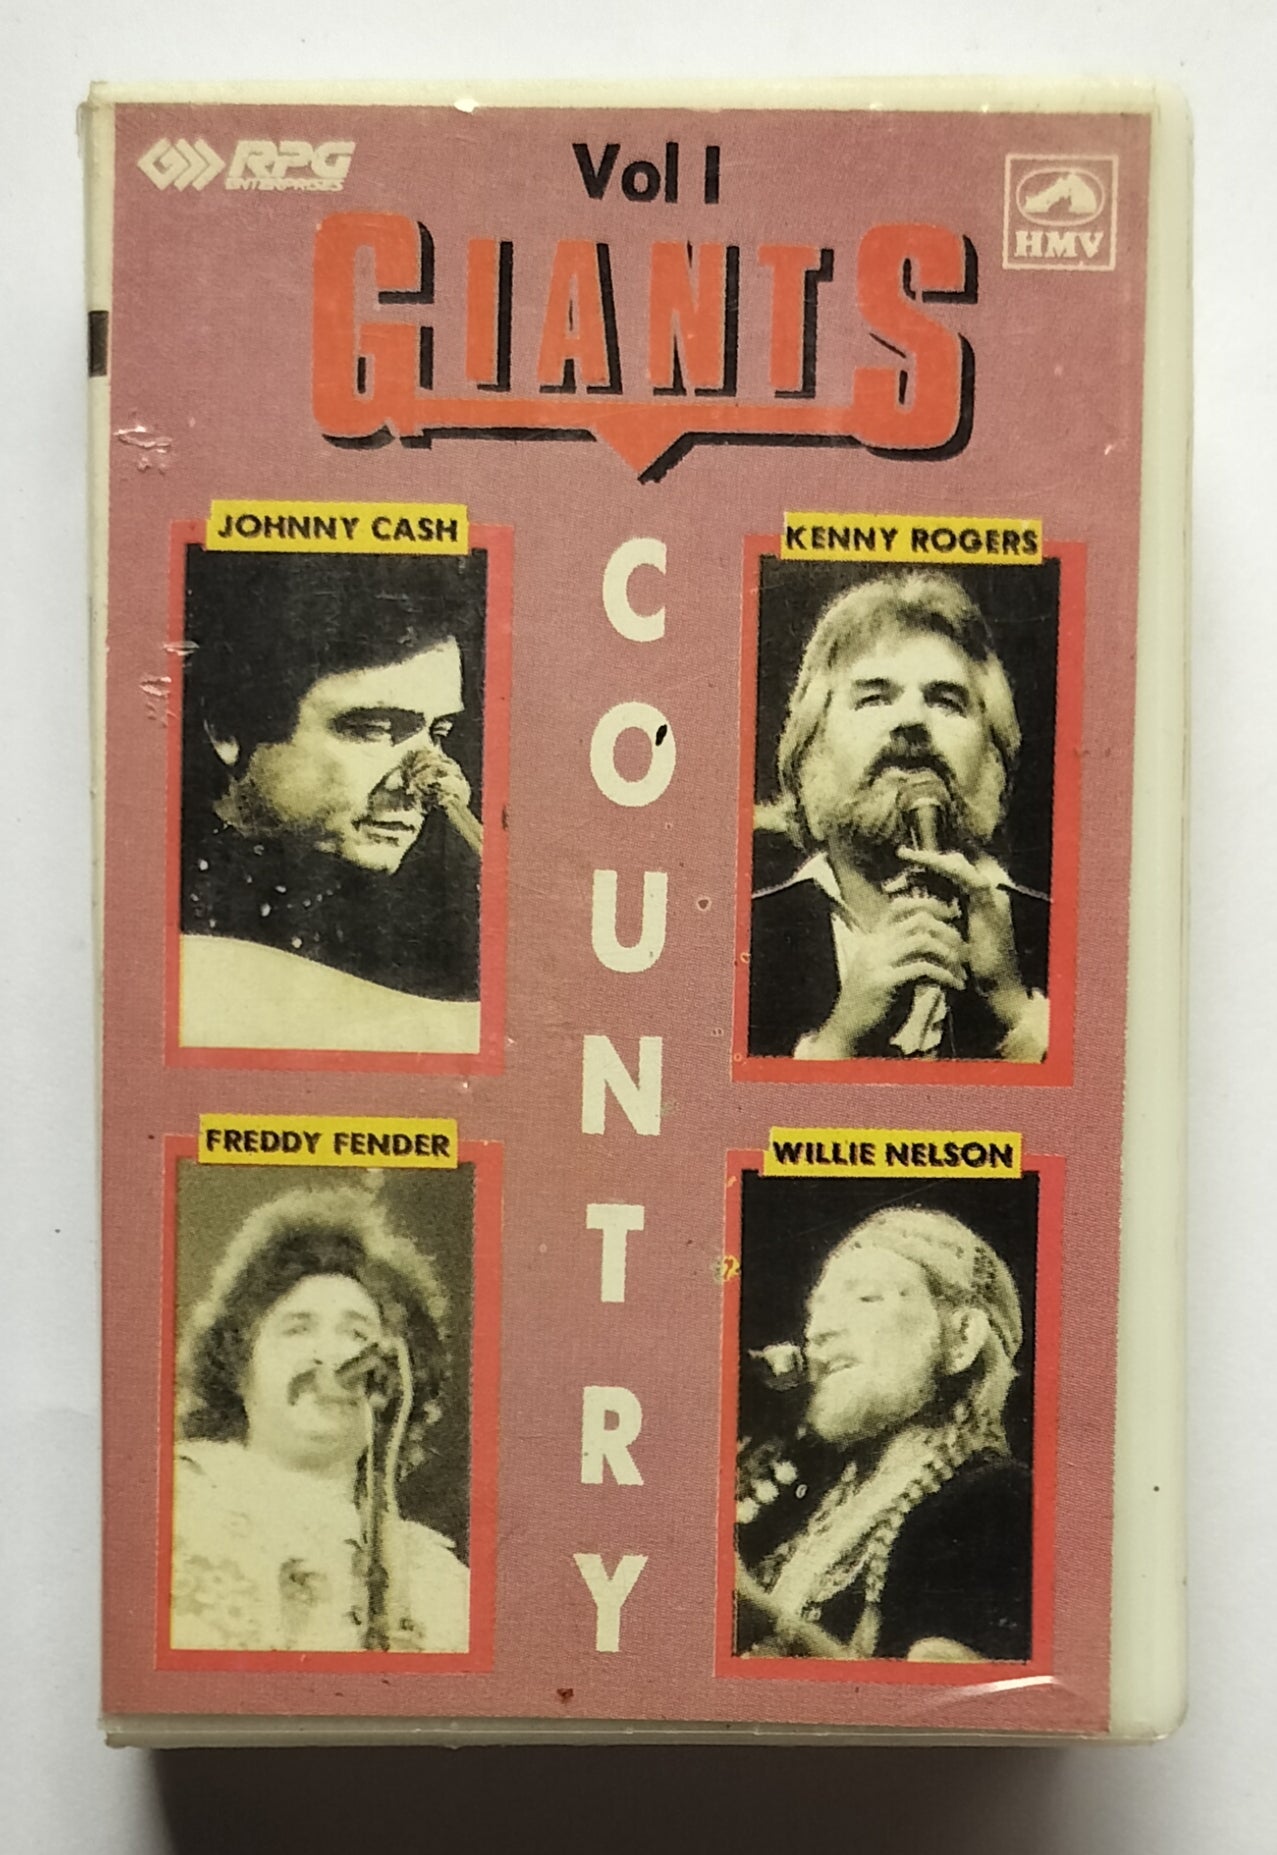 RPG
ENTERPRISES
Vol I
HMV
GIANTS
COUNTRY
JOHNNY CASH
KENNY ROGERS
FREDDY FENDER
WILLIE NELSON